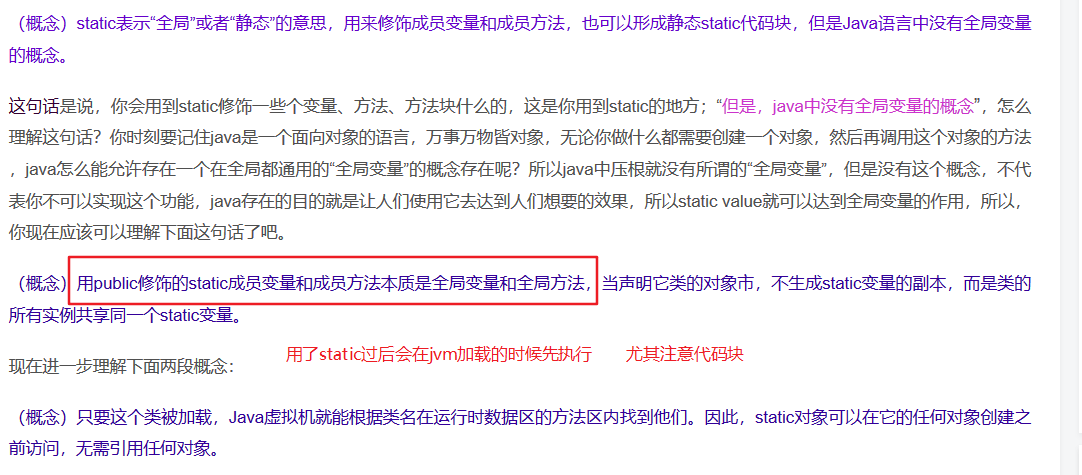 （概念）static表示“全局”或者“静态”的意思，用来修饰成员变量和成员方法，也可以形成静态static代码块，但是Java语言中没有全局变量
的概念。
这句话是说，你会用到static修饰一些个变量、方法、方法块什么的，这是你用到static的地方；“但是，java中没有全局变量的概念”，怎么
理解这句话？你时刻要记住java是一个面向对象的语言，万事万物皆对象，无论你做什么都需要创建一个对象，然后再调用这个对象的方法
，java怎么能允许存在一个在全局都通用的“全局变量”的概念存在呢？所以java中压根就没有所谓的“全局变量”，但是没有这个概念，不代
表你不可以实现这个功能，java存在的目的就是让人们使用它去达到人们想要的效果，所以static value就可以达到全局变量的作用，所以，
你现在应该可以理解下面这句话了吧。
（概念）用public修饰的static成员变量和成员方法本质是全局变量和全局方法，当声明它类的对象市，不生成static变量的副本，而是类的
所有实例共享同一个static变量。
用了static过后会在jvm加载的时候先执行 尤其注意代码块
现在进一步理解下面两段概念：
（概念）只要这个类被加载，Java虚拟机就能根据类名在运行时数据区的方法区内找到他们。因此，static对象可以在它的任何对象创建之
前访问，无需引用任何对象。